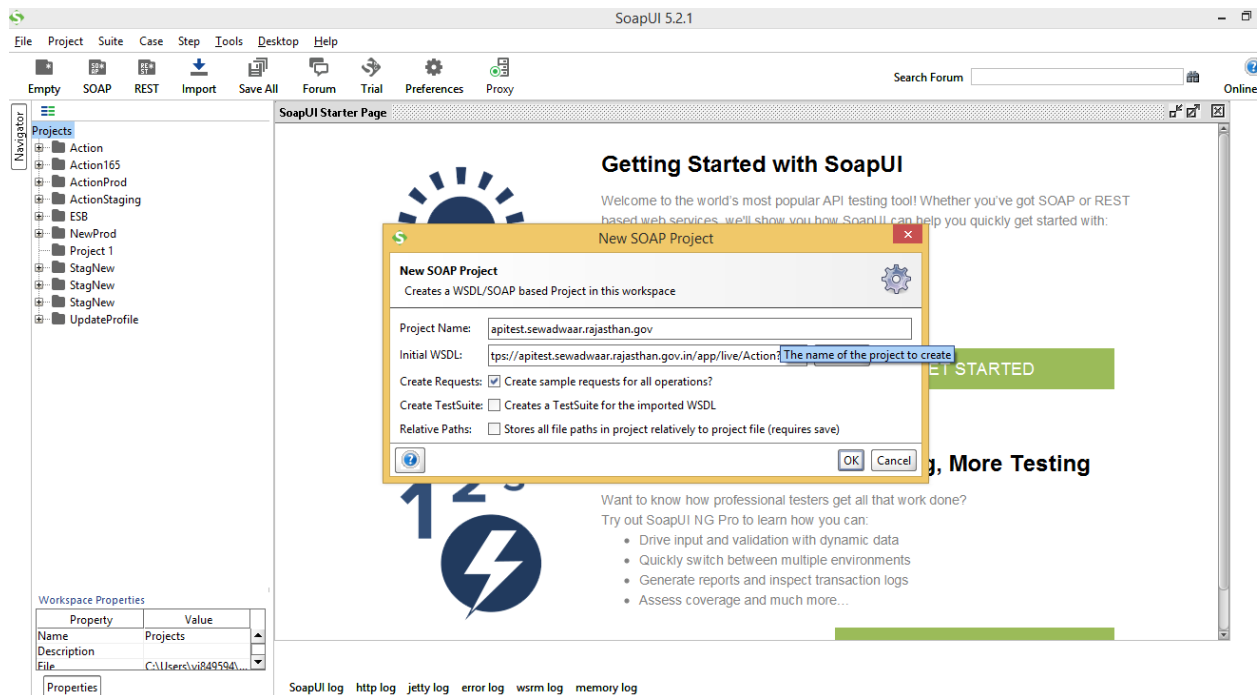 SoapUI 5.2.1
File Project Suite Case Step Tools Desktop Help
Empty SOAP REST Import Save All Forum Trial Preferences Proxy
Search Forum
Online
Navigator
SoapUI Starter Page
Projects
Action
Action165
ActionProd
ActionStaging
ESB
NewProd
Project 1
StagNew
StagNew
StagNew
UpdateProfile
Getting Started with SoapUI
Welcome to the world's most popular API testing tool! Whether you've got SOAP or REST
based web services, we'll show you how SoapUI can help you quickly get started with:
New SOAP Project
New SOAP Project
Creates a WSDL/SOAP based Project in this workspace
Project Name: apitest.sewadwaar.rajasthan.gov
Initial WSDL: tps://apitest.sewadwaar.rajasthan.gov.in/app/live/Action?
The name of the project to create
Create Requests: Create sample requests for all operations?
Create TestSuite: Creates a TestSuite for the imported WSDL
Relative Paths: Stores all file paths in project relatively to project file (requires save)
OK Cancel
ET STARTED
g, More Testing
Want to know how professional testers get all that work done?
Try out SoapUI NG Pro to learn how you can:
• Drive input and validation with dynamic data
• Quickly switch between multiple environments
• Generate reports and inspect transaction logs
• Assess coverage and much more...
Workspace Properties
Property Value
Name Projects
Description
File C:\Users\vi849594\...
Properties
SoapUI log http log jetty log error log wsrm log memory log